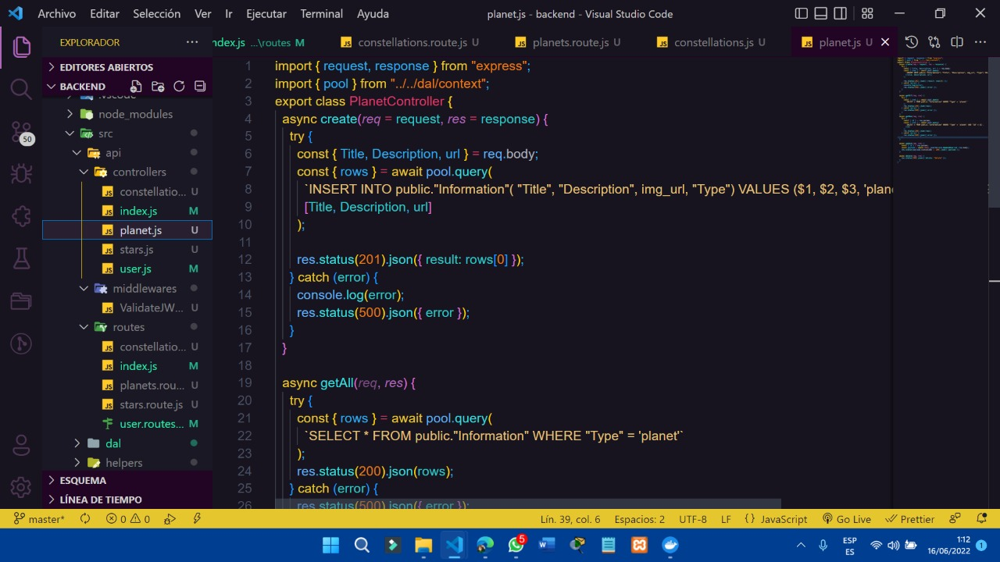 Archivo Editar Selección Ver Ir Ejecutar Terminal Ayuda
planet.js - backend - Visual Studio Code
EXPLORADOR
index.js ...\routes M
constellations.route.js U
planets.route.js U
constellations.js U
planet.js U
EDITORES ABIERTOS
BACKEND
.vscode
node_modules
src
api
controllers
constellatio... U
index.js M
planet.js U
stars.js U
user.js M
middlewares
ValidateJW... U
routes
constellatio... U
index.js M
planets.rou... U
stars.route.js U
user.routes... M
dal
helpers
ESQUEMA
LÍNEA DE TIEMPO
50
1 import { request, response } from "express";
2 import { pool } from "../../dal/context";
3 export class PlanetController {
4 async create(req = request, res = response) {
5 try {
6 const { Title, Description, url } = req.body;
7 const { rows } = await pool.query(
8 `INSERT INTO public."Information"( "Title", "Description", img_url, "Type") VALUES ($1, $2, $3, 'plane
9 [Title, Description, url]
10 );
11
12 res.status(201).json({ result: rows[0] });
13 } catch (error) {
14 console.log(error);
15 res.status(500).json({ error });
16 }
17 }
18
19 async getAll(req, res) {
20 try {
21 const { rows } = await pool.query(
22 `SELECT * FROM public."Information" WHERE "Type" = 'planet'`
23 );
24 res.status(200).json(rows);
25 } catch (error) {
26 res.status(500).json({ error });
master* 0 0 Lín. 39, col. 6 Espacios: 2 UTF-8 LF {} JavaScript Go Live Prettier
5
ESP
ES
1:12
16/06/2022
1